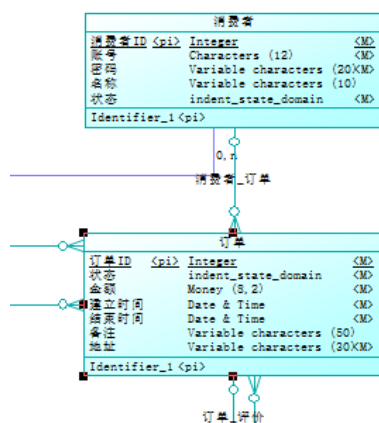 消费者
消费者ID <pi> Integer <M>
账号 Characters (12) <M>
密码 Variable characters (20) <M>
名称 Variable characters (10)
状态 indent_state_domain <M>
Identifier_1 <pi>
0,n
消费者_订单
订单
订单ID <pi> Integer <M>
状态 indent_state_domain <M>
金额 Money (8,2) <M>
建立时间 Date & Time <M>
结束时间 Date & Time <M>
备注 Variable characters (50)
地址 Variable characters (30) <M>
Identifier_1 <pi>
订单_评价